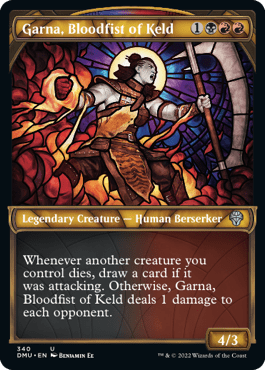 Garna, Bloodfist of Keld 1
Legendary Creature — Human Berserker
Whenever another creature you
control dies, draw a card if it
was attacking. Otherwise, Garna,
Bloodfist of Keld deals 1 damage to
each opponent.
4/3
340 U
DMU • EN Benjamin Ee
™ & © 2022 Wizards of the Coast